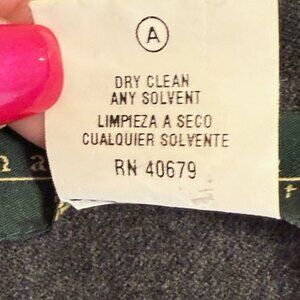 A
DRY CLEAN
ANY SOLVENT
LIMPIEZA A SECO
CUALQUIER SOLVENTE
RN 40679